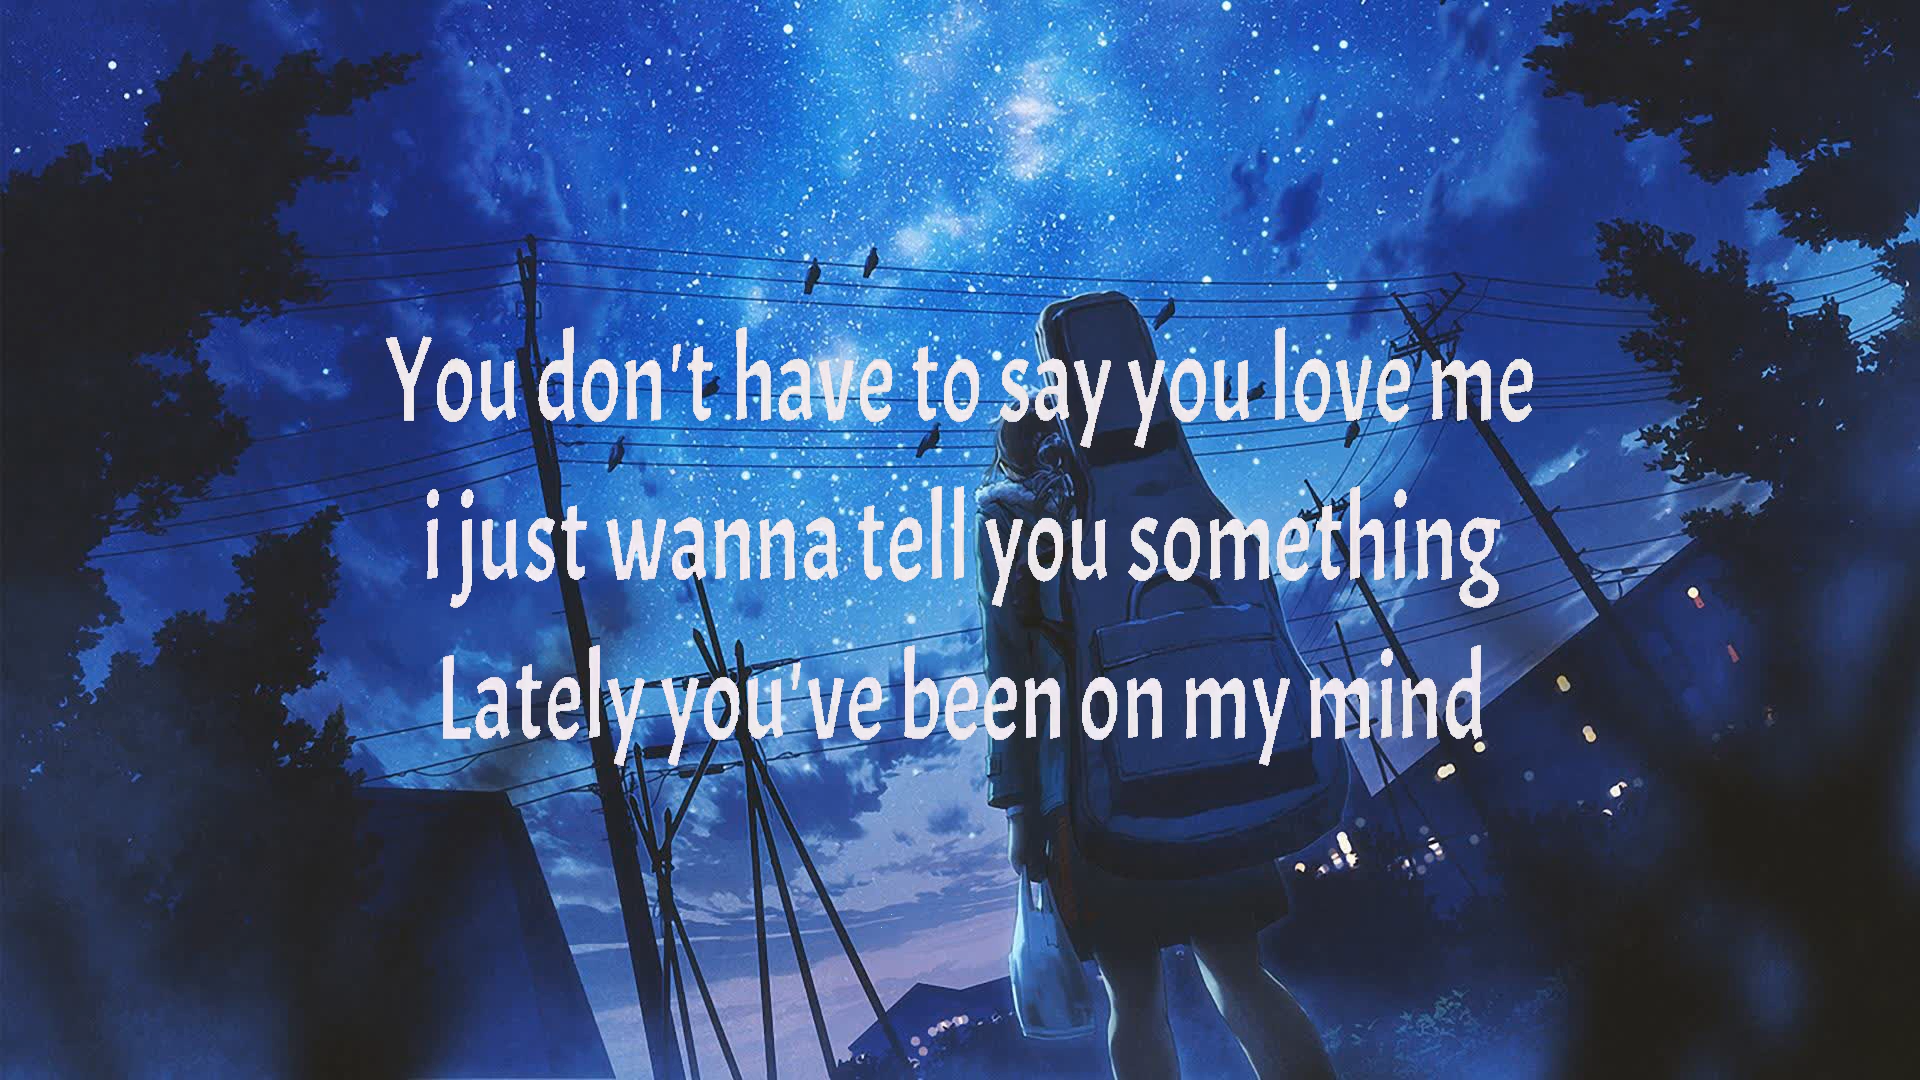 You don't have to say you love me
i just wanna tell you something
Lately you've been on my mind